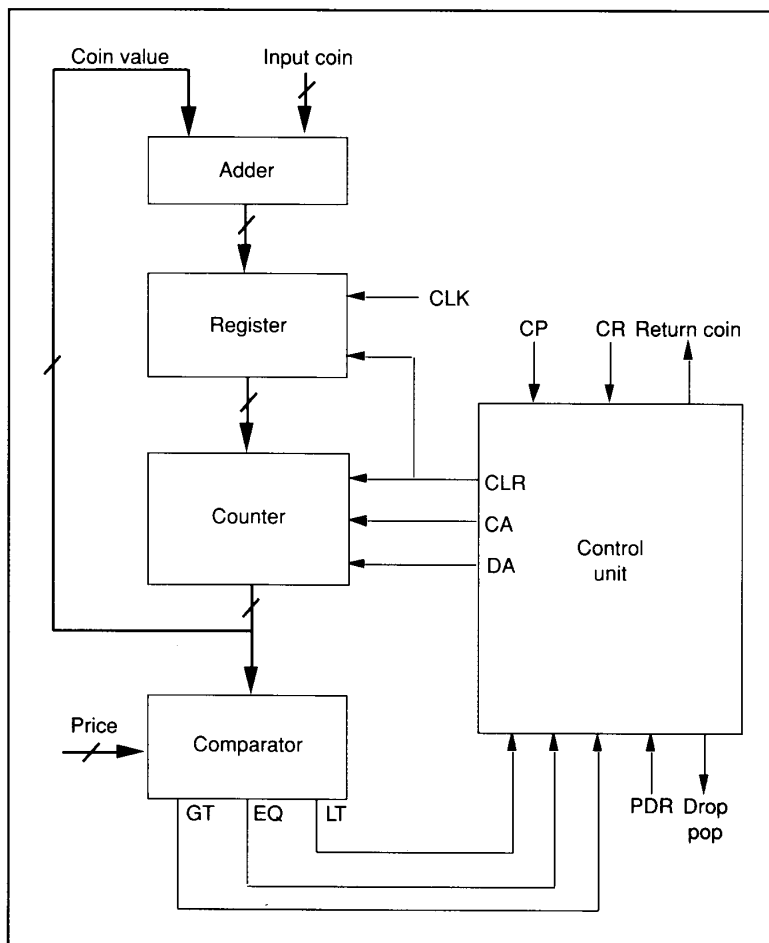 Coin value
Input coin
Adder
Register
CLK
CP
CR
Return coin
Counter
CLR
CA
DA
Control
unit
Price
Comparator
GT
EQ
LT
PDR
Drop
pop